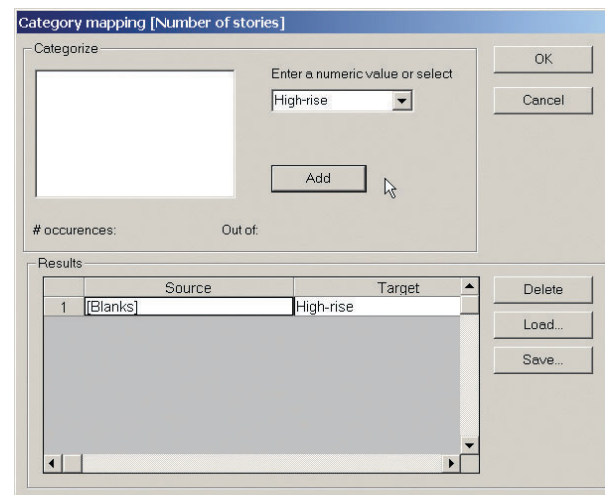 Category mapping [Number of stories]
Categorize
Enter a numeric value or select
High-rise
Add
# occurences:
Out of:
OK
Cancel
Results
Source Target
1 [Blanks] High-rise
Delete
Load...
Save...